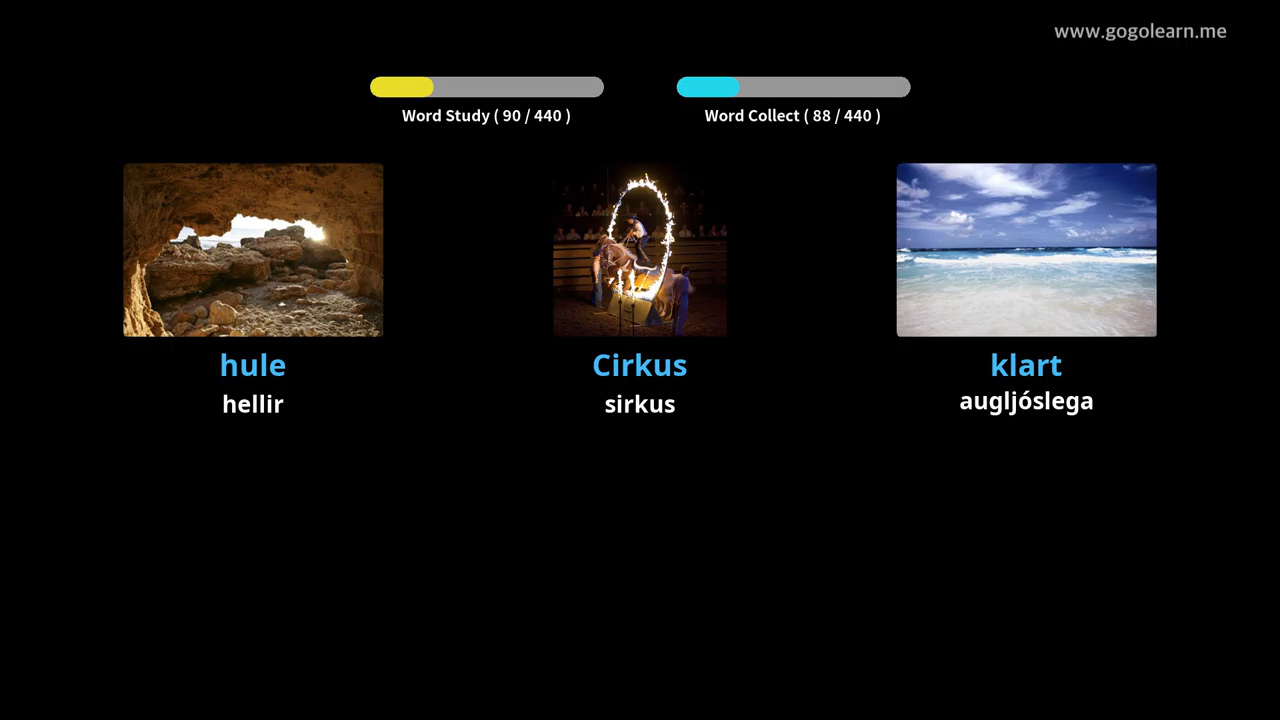 www.gogolearn.me
Word Study ( 90 / 440 )
Word Collect ( 88 / 440 )
hule
hellir
Cirkus
sirkus
klart
augljóslega